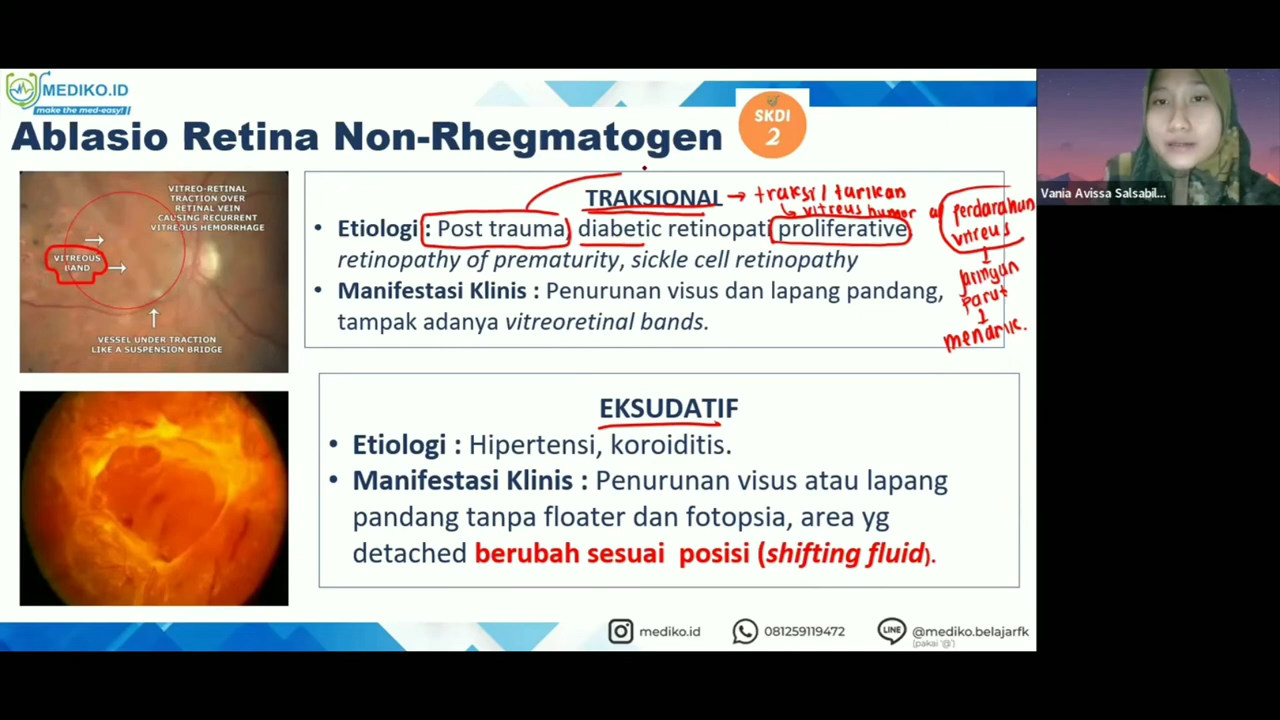 MEDIKO.ID
make the med-easy!
Ablasio Retina Non-Rhegmatogen
SKDI
2
VITREO-RETINAL
TRACTION OVER
RETINAL VEIN
CAUSING RECURRENT
VITREOUS HEMORRHAGE
VITREOUS
BAND
VESSEL UNDER TRACTION
LIKE A SUSPENSION BRIDGE
TRAKSIONAL → traksi/tarikan
vitreus humor
• Etiologi : Post trauma, diabetic retinopati proliferative,
retinopathy of prematurity, sickle cell retinopathy
• Manifestasi Klinis : Penurunan visus dan lapang pandang,
tampak adanya vitreoretinal bands.
perdarahan
vitreus
↓
jaringan
parut
↓
menarik.
EKSUDATIF
• Etiologi : Hipertensi, koroiditis.
• Manifestasi Klinis : Penurunan visus atau lapang
pandang tanpa floater dan fotopsia, area yg
detached berubah sesuai posisi (shifting fluid).
mediko.id
081259119472
LINE
@mediko.belajarfk
(pakai '@')
Vania Avissa Salsabil...